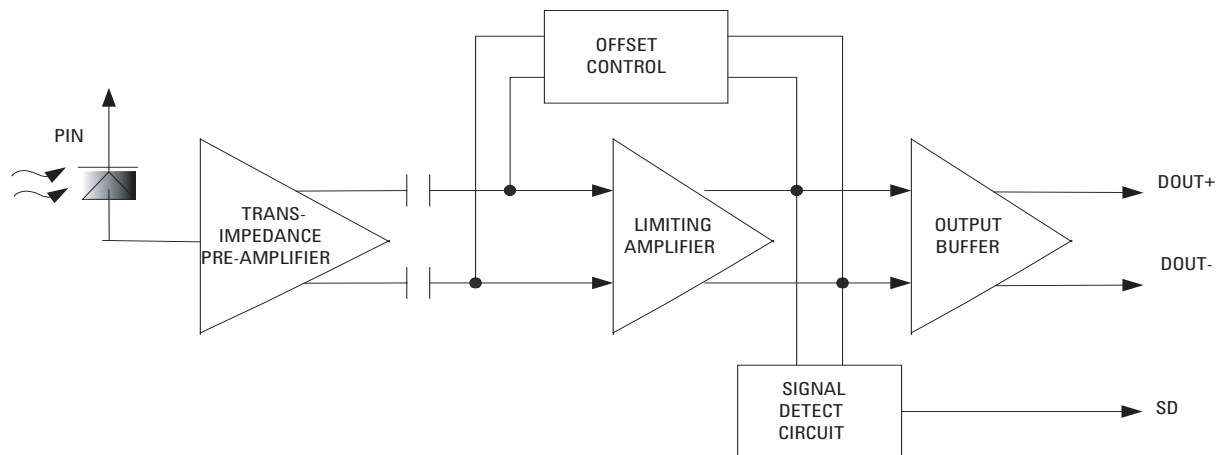 OFFSET
CONTROL
PIN
TRANS-
IMPEDANCE
PRE-AMPLIFIER
LIMITING
AMPLIFIER
OUTPUT
BUFFER
DOUT+
DOUT-
SIGNAL
DETECT
CIRCUIT
SD